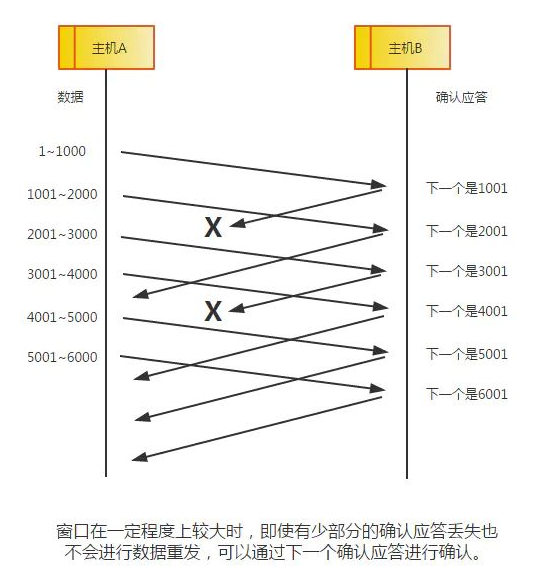 主机A
主机B
数据
确认应答
1~1000
下一个是1001
1001~2000
X
下一个是2001
2001~3000
下一个是3001
3001~4000
X
下一个是4001
4001~5000
下一个是5001
5001~6000
下一个是6001
窗口在一定程度上较大时，即使有少部分的确认应答丢失也
不会进行数据重发，可以通过下一个确认应答进行确认。